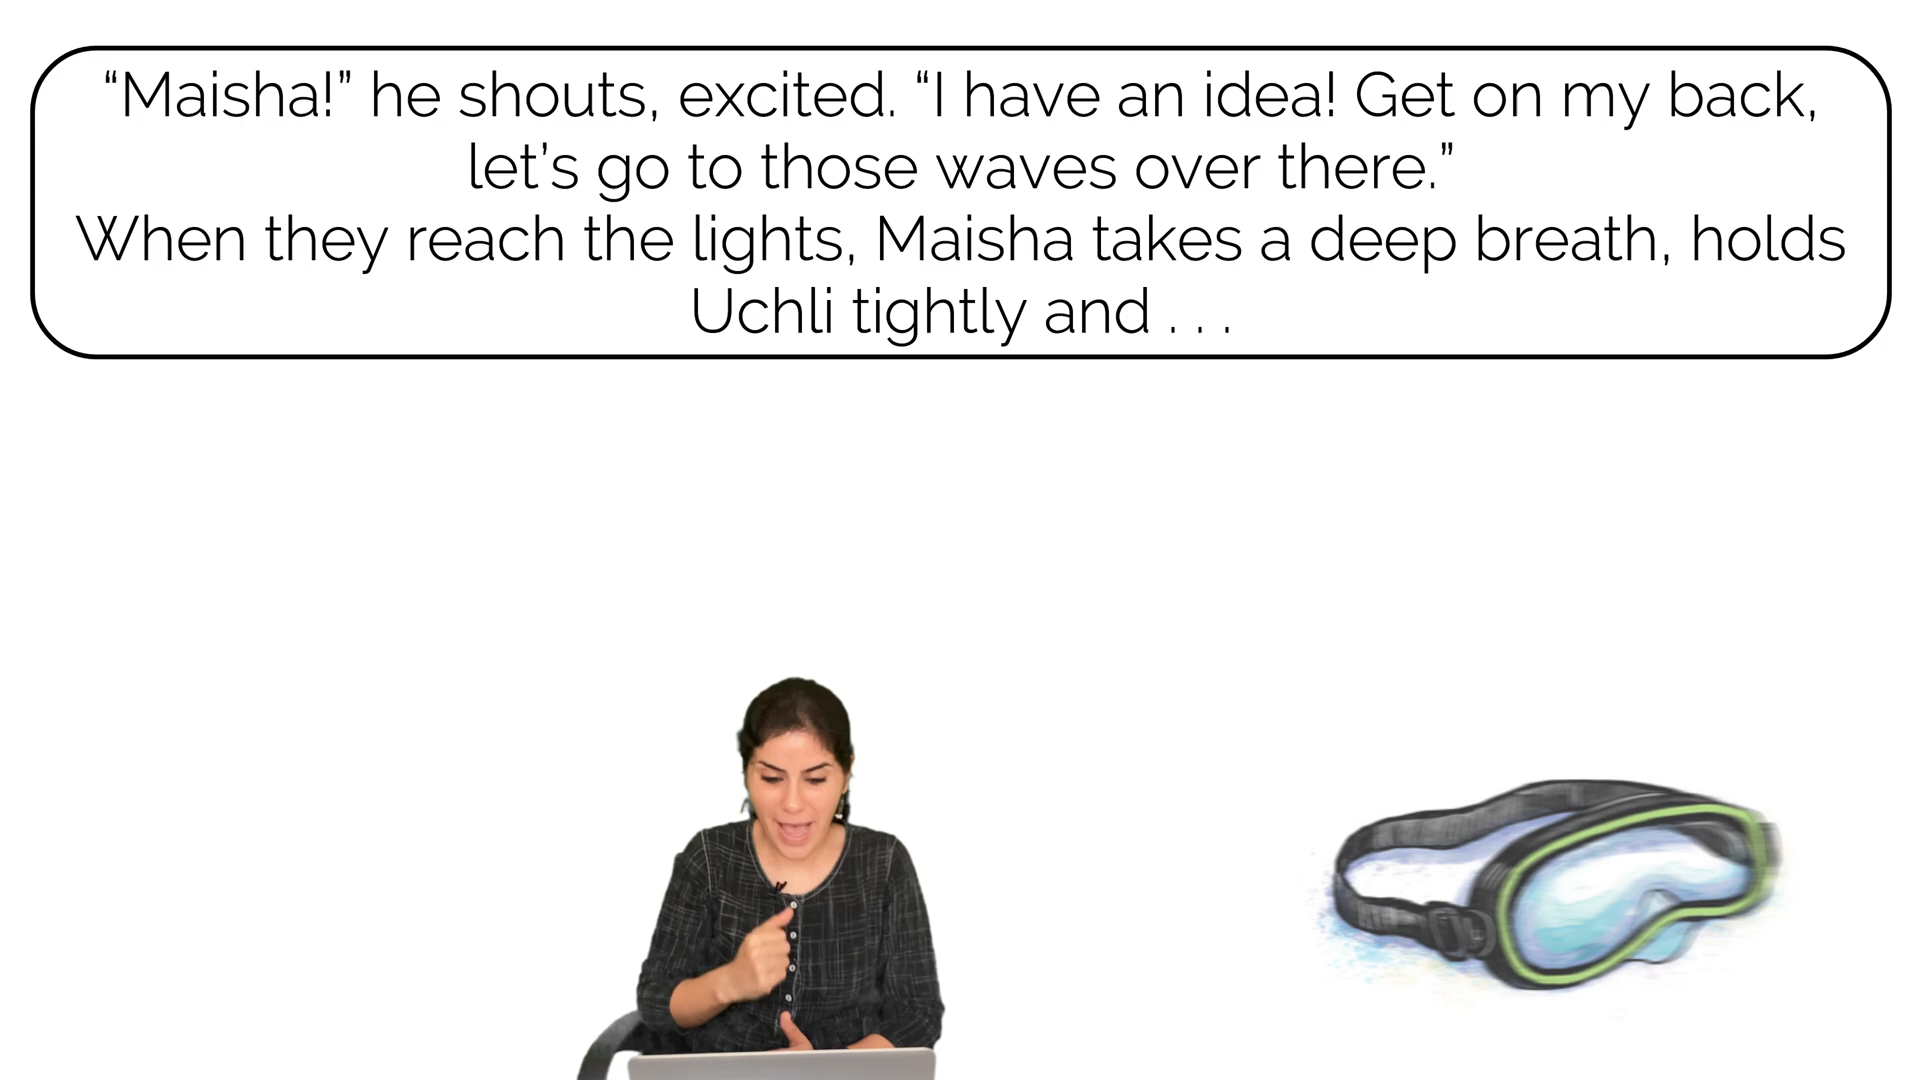 “Maisha!” he shouts, excited. “I have an idea! Get on my back,
let’s go to those waves over there.”
When they reach the lights, Maisha takes a deep breath, holds
Uchli tightly and . . .